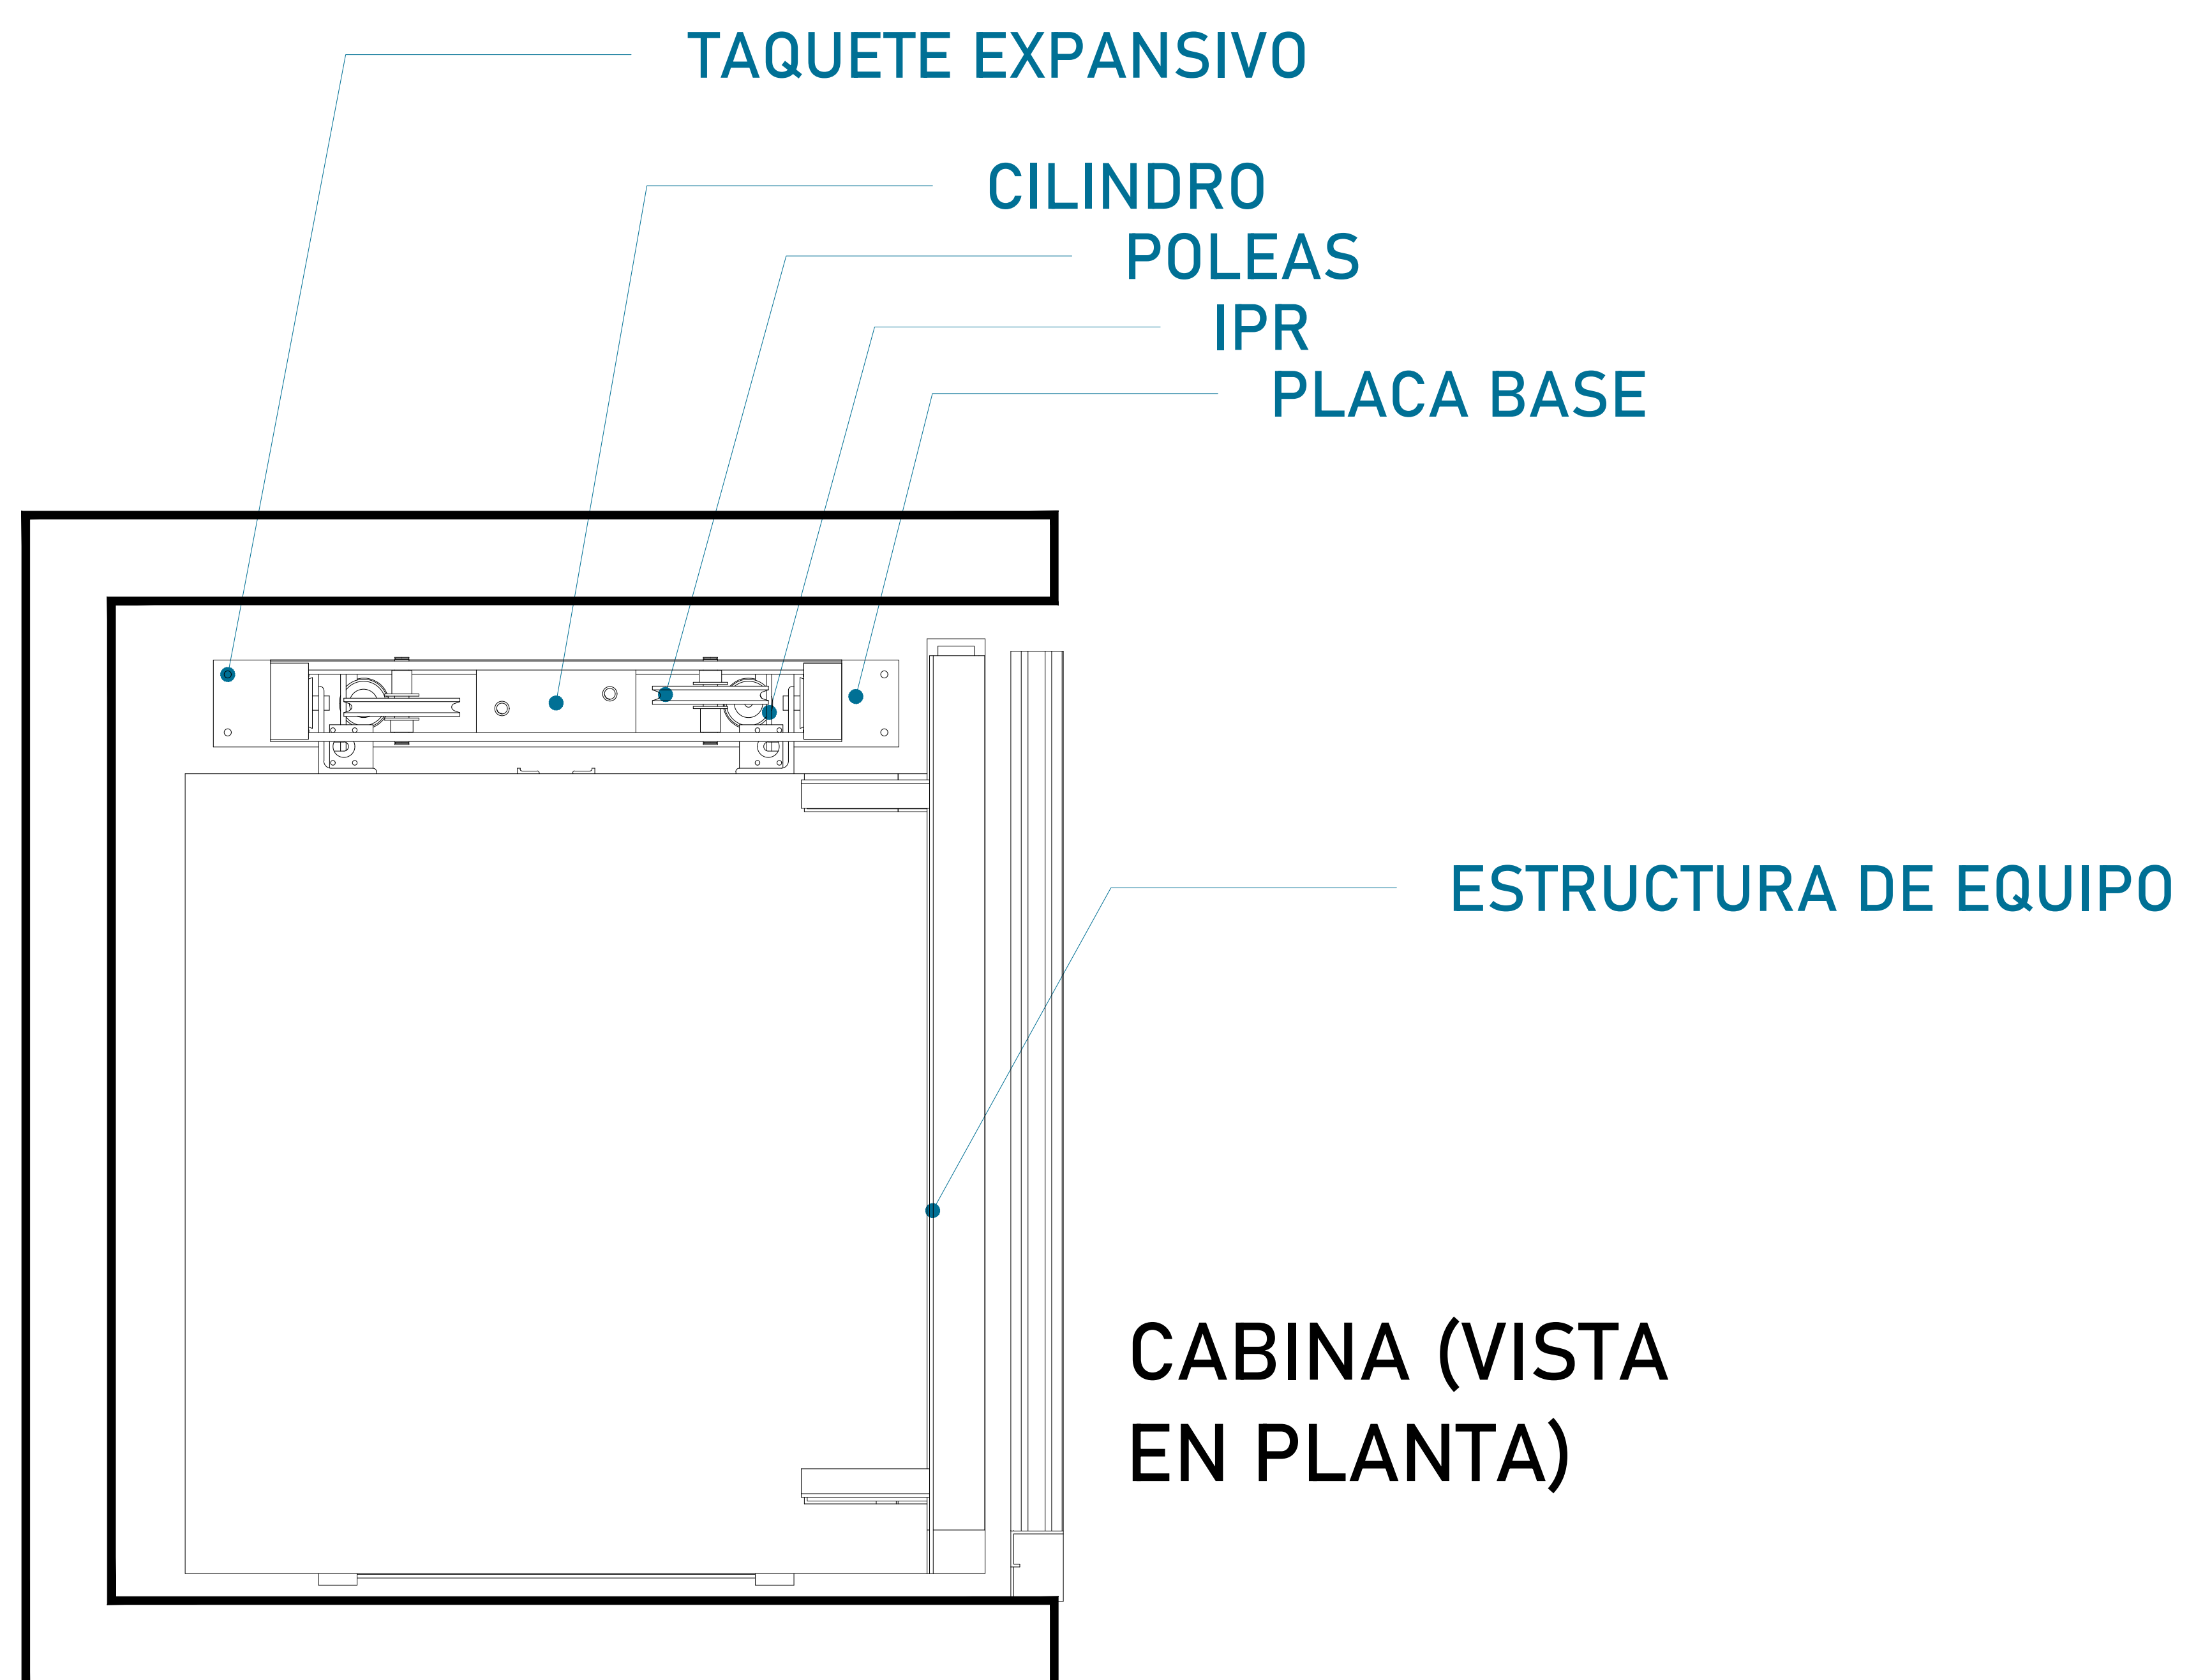 TAQUETE EXPANSIVO
CILINDRO
POLEAS
IPR
PLACA BASE
ESTRUCTURA DE EQUIPO
CABINA (VISTA
EN PLANTA)